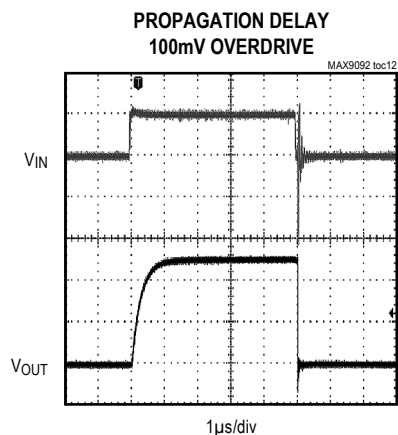 PROPAGATION DELAY
100mV OVERDRIVE
MAX9092 toc12
T
VIN
VOUT
1µs/div